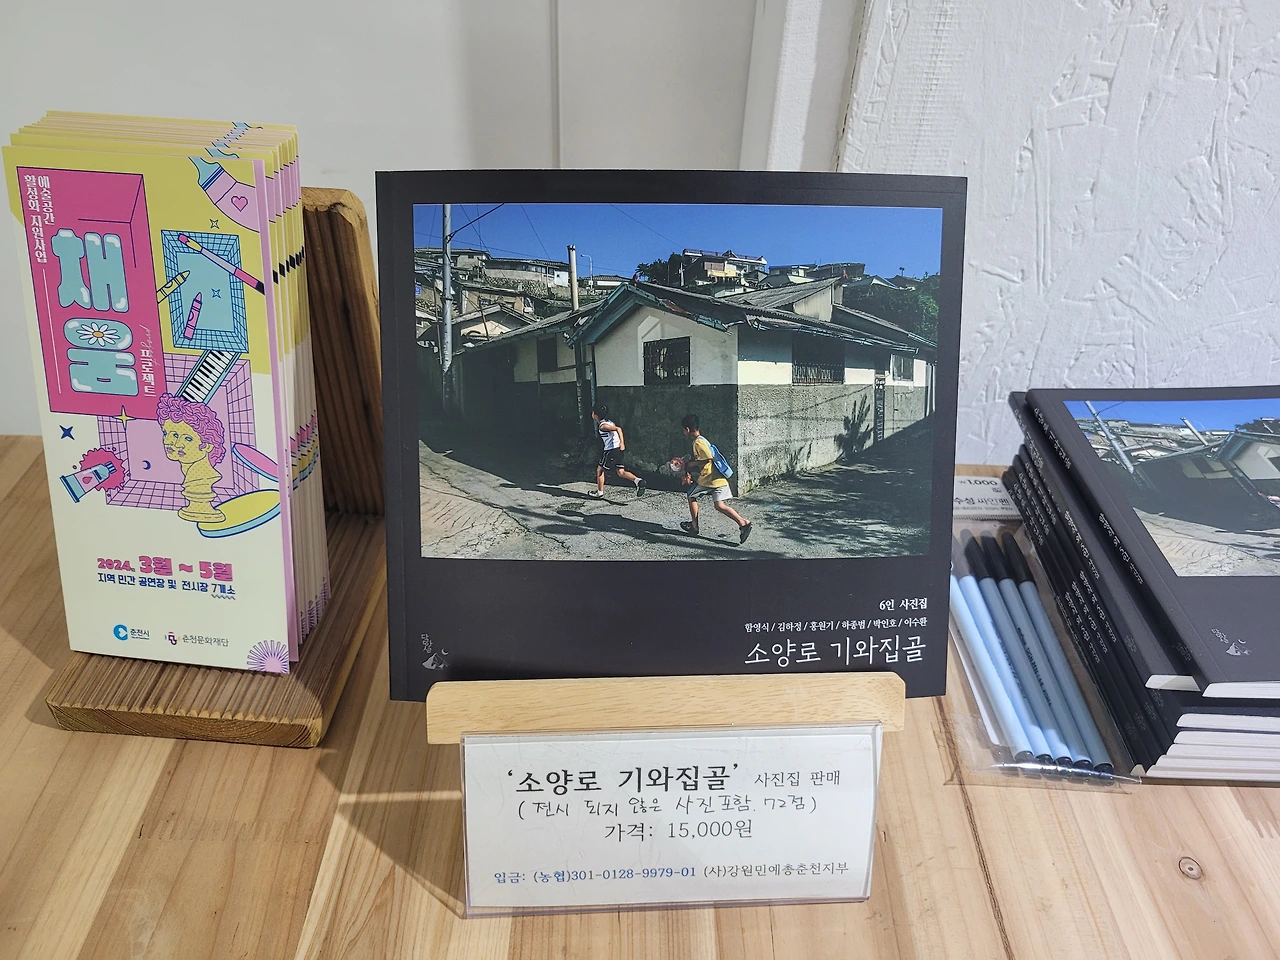 예술공간
활성화 지원사업
채움
프로젝트
2024. 3월 ~ 5월
지역 민간 공연장 및 전시장 7개소
춘천시
춘천문화재단
6인 사진집
함영식 / 김하정 / 홍원기 / 하종범 / 박인호 / 이수환
소양로 기와집골
'소양로 기와집골' 사진집 판매
(전시 되지 않은 사진 포함. 72점)
가격: 15,000원
입금: (농협)301-0128-9979-01 (사)강원민예총춘천지부
₩1,000